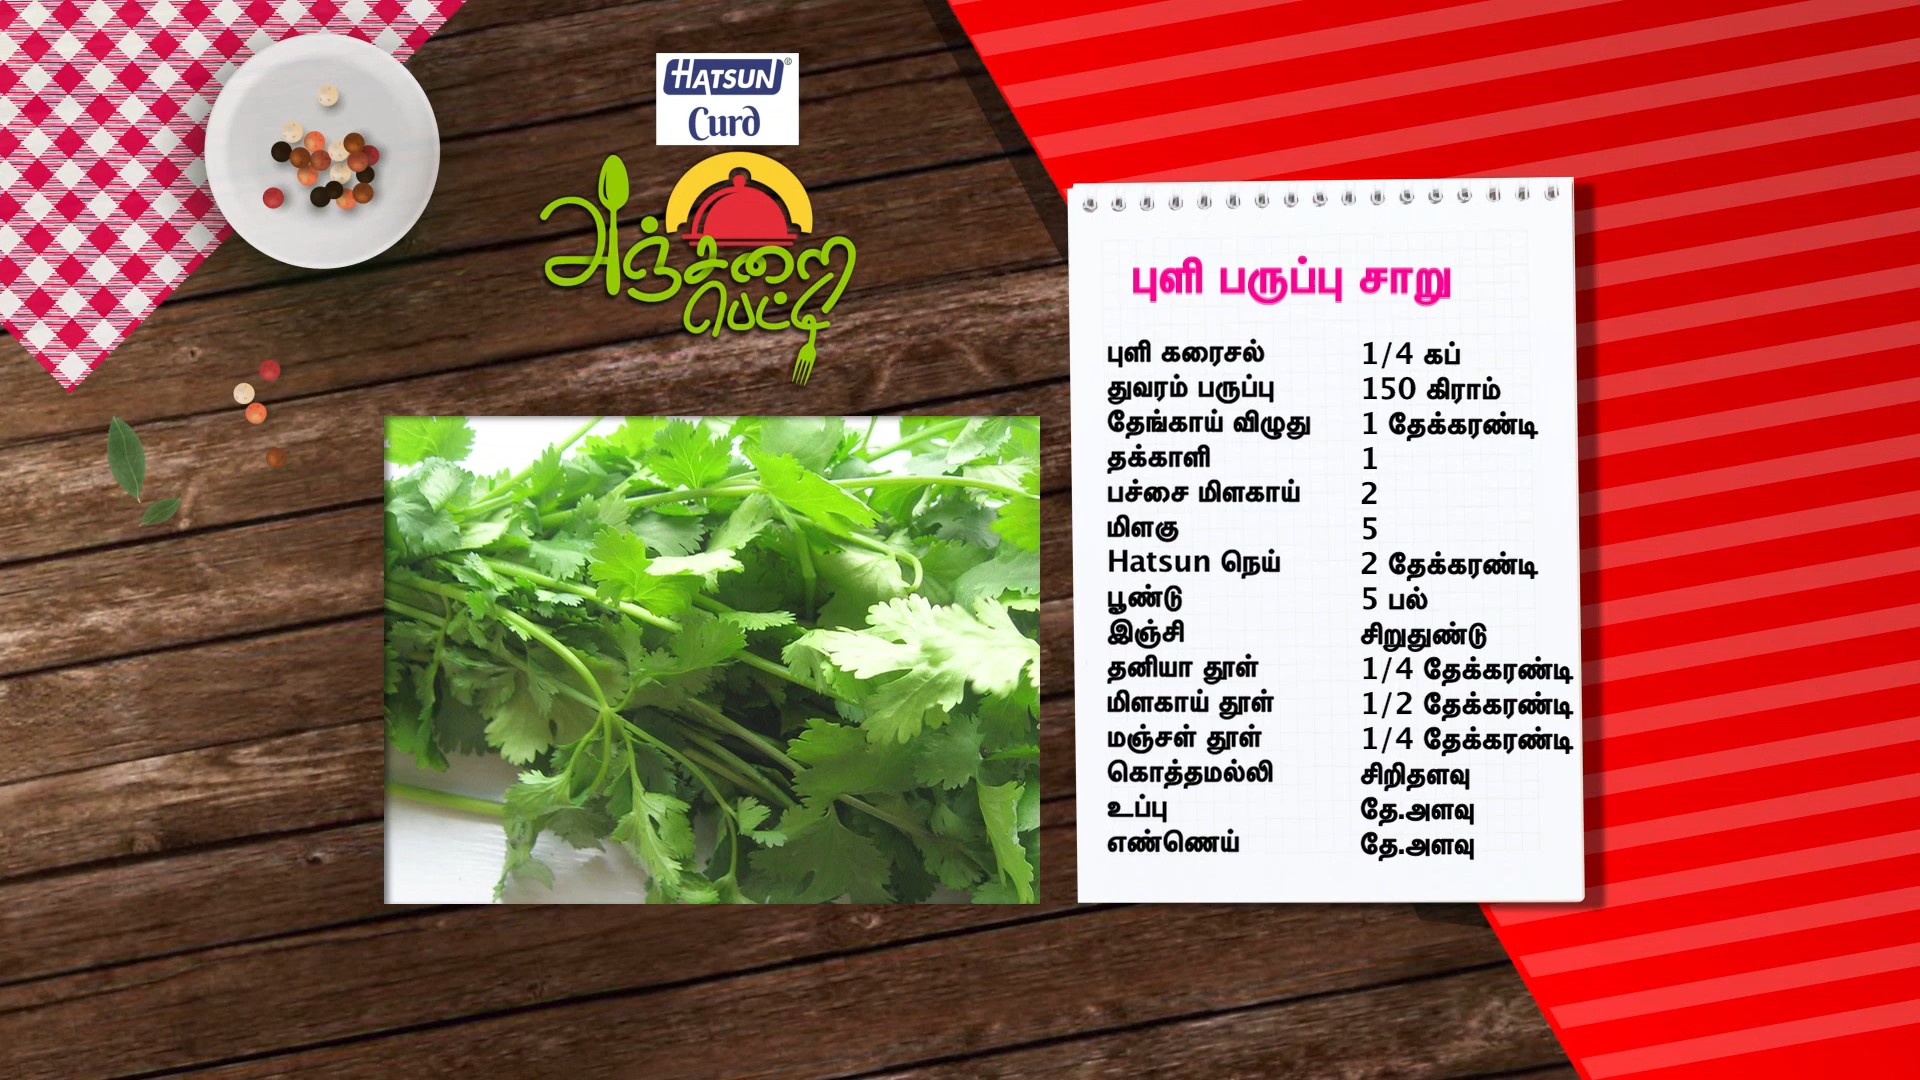 HATSUN®
Curd
அஞ்சறை
பெட்டி
புளி பருப்பு சாறு
புளி கரைசல் 1/4 கப்
துவரம் பருப்பு 150 கிராம்
தேங்காய் விழுது 1 தேக்கரண்டி
தக்காளி 1
பச்சை மிளகாய் 2
மிளகு 5
Hatsun நெய் 2 தேக்கரண்டி
பூண்டு 5 பல்
இஞ்சி சிறுதுண்டு
தனியா தூள் 1/4 தேக்கரண்டி
மிளகாய் தூள் 1/2 தேக்கரண்டி
மஞ்சள் தூள் 1/4 தேக்கரண்டி
கொத்தமல்லி சிறிதளவு
உப்பு தே.அளவு
எண்ணெய் தே.அளவு